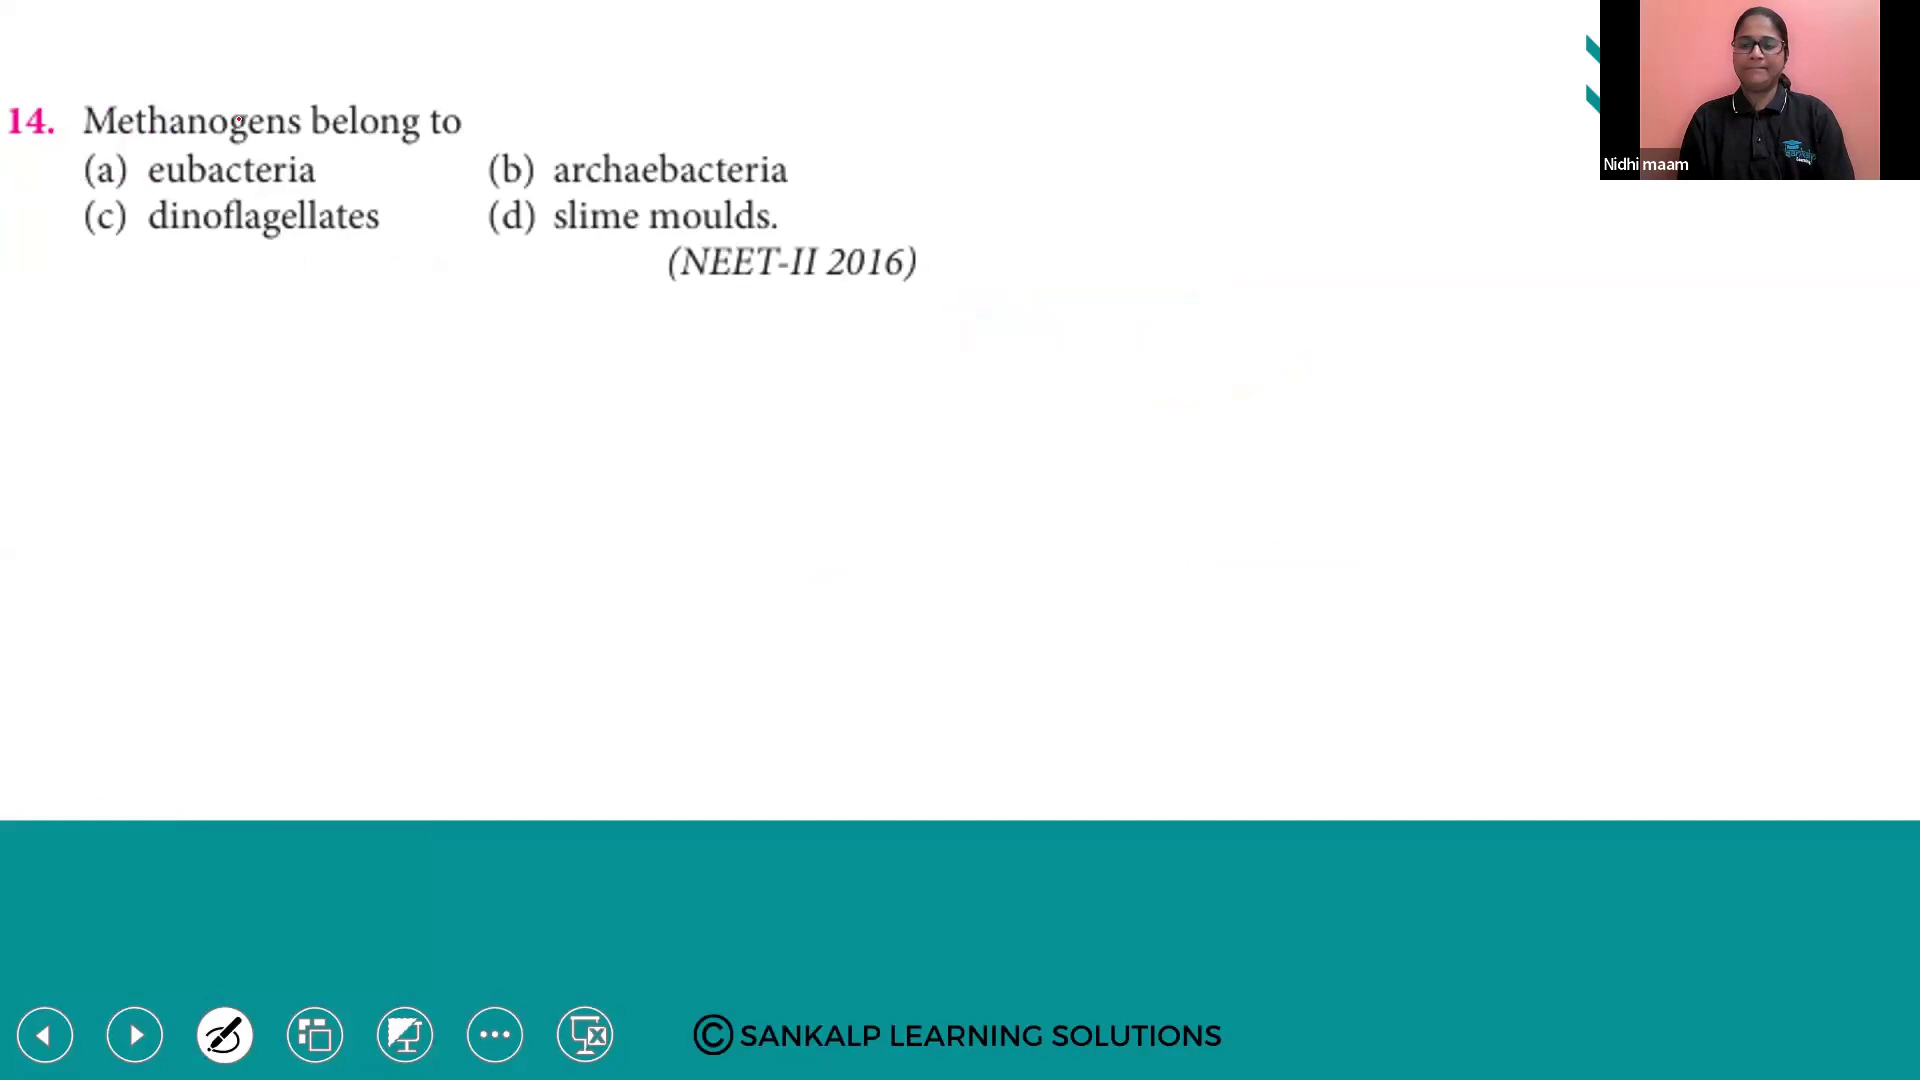 14. Methanogens belong to
(a) eubacteria (b) archaebacteria
(c) dinoflagellates (d) slime moulds.
(NEET-II 2016)
Nidhi maam
© SANKALP LEARNING SOLUTIONS